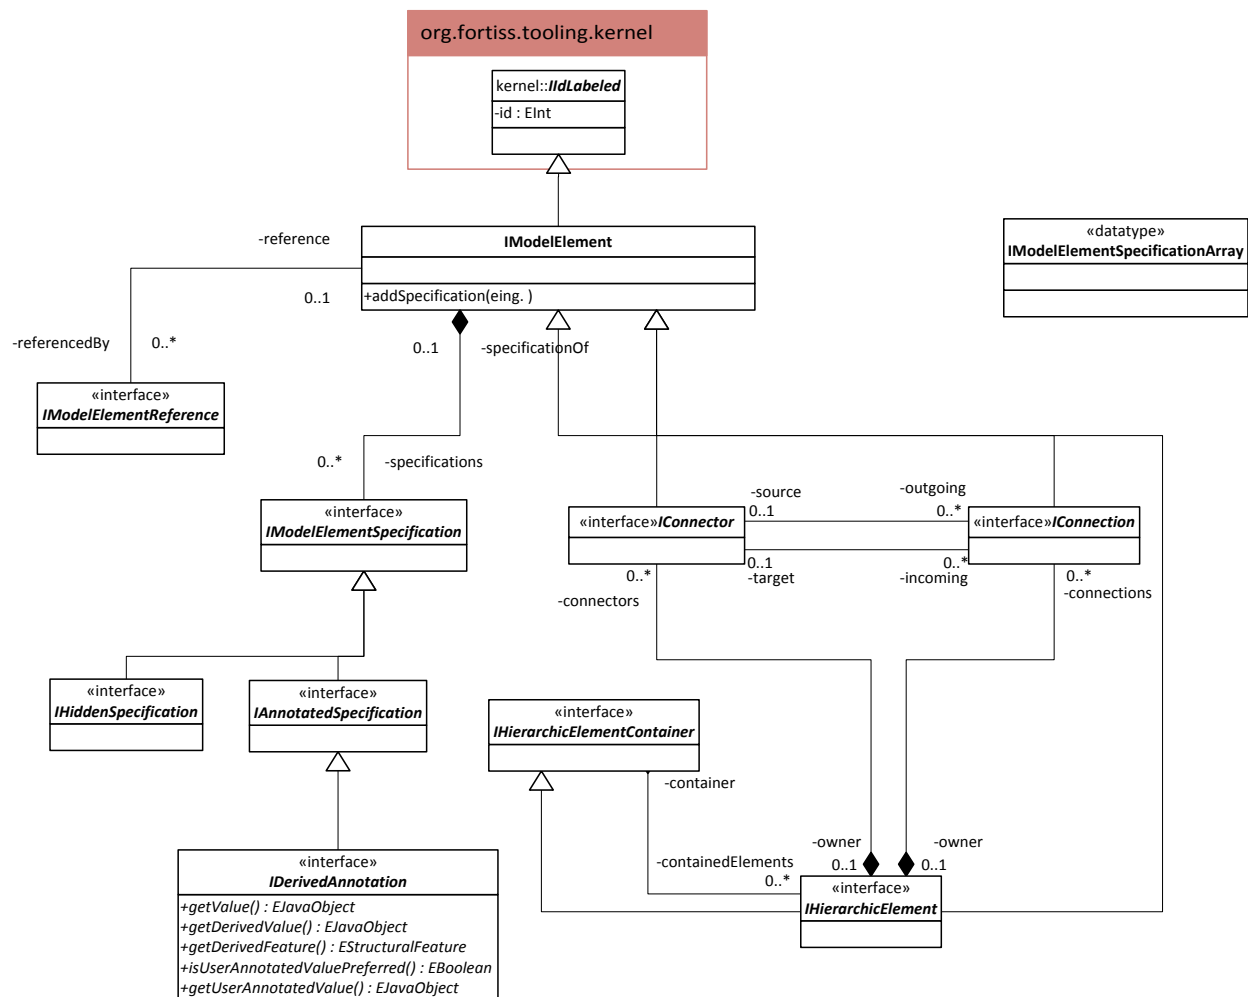 org.fortiss.tooling.kernel
kernel::IIdLabeled
-id : EInt
-reference
IModelElement
«datatype»
IModelElementSpecificationArray
0..1
+addSpecification(eing. )
-referencedBy
0..*
0..1
-specificationOf
«interface»
IModelElementReference
0..*
-specifications
-source
-outgoing
«interface»
IModelElementSpecification
«interface»IConnector
0..1
0..*
«interface»IConnection
0..*
0..1
0..*
0..*
-connectors
-target
-incoming
-connections
«interface»
IHiddenSpecification
«interface»
IAnnotatedSpecification
«interface»
IHierarchicElementContainer
-container
-owner
-owner
«interface»
IDerivedAnnotation
-containedElements
0..*
0..1
0..1
«interface»
IHierarchicElement
+getValue() : EJavaObject
+getDerivedValue() : EJavaObject
+getDerivedFeature() : EStructuralFeature
+isUserAnnotatedValuePreferred() : EBoolean
+getUserAnnotatedValue() : EJavaObject